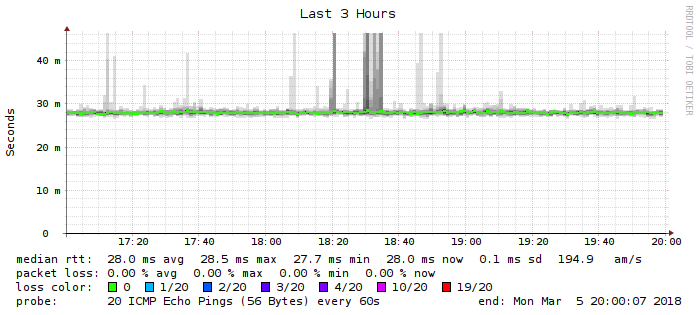 Last 3 Hours
RRDTOOL / TOBI OETIKER
Seconds
40 m
30 m
20 m
10 m
0
17:20 17:40 18:00 18:20 18:40 19:00 19:20 19:40 20:00
median rtt: 28.0 ms avg 28.5 ms max 27.7 ms min 28.0 ms now 0.1 ms sd 194.9 am/s
packet loss: 0.00 % avg 0.00 % max 0.00 % min 0.00 % now
loss color: 0 1/20 2/20 3/20 4/20 10/20 19/20
probe: 20 ICMP Echo Pings (56 Bytes) every 60s end: Mon Mar 5 20:00:07 2018